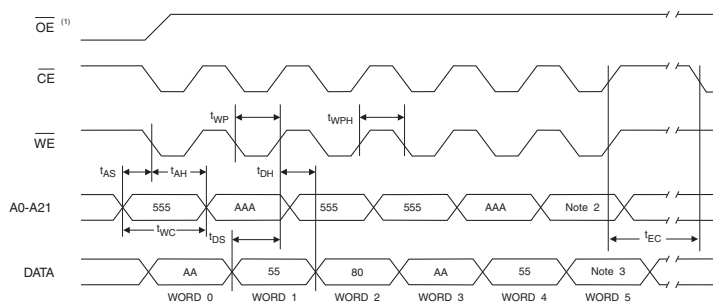 OE (1)
CE
tWP
tWPH
WE
tAS
tAH
tDH
A0-A21
555
AAA
555
555
AAA
Note 2
tWC
tDS
tEC
DATA
AA
55
80
AA
55
Note 3
WORD 0
WORD 1
WORD 2
WORD 3
WORD 4
WORD 5